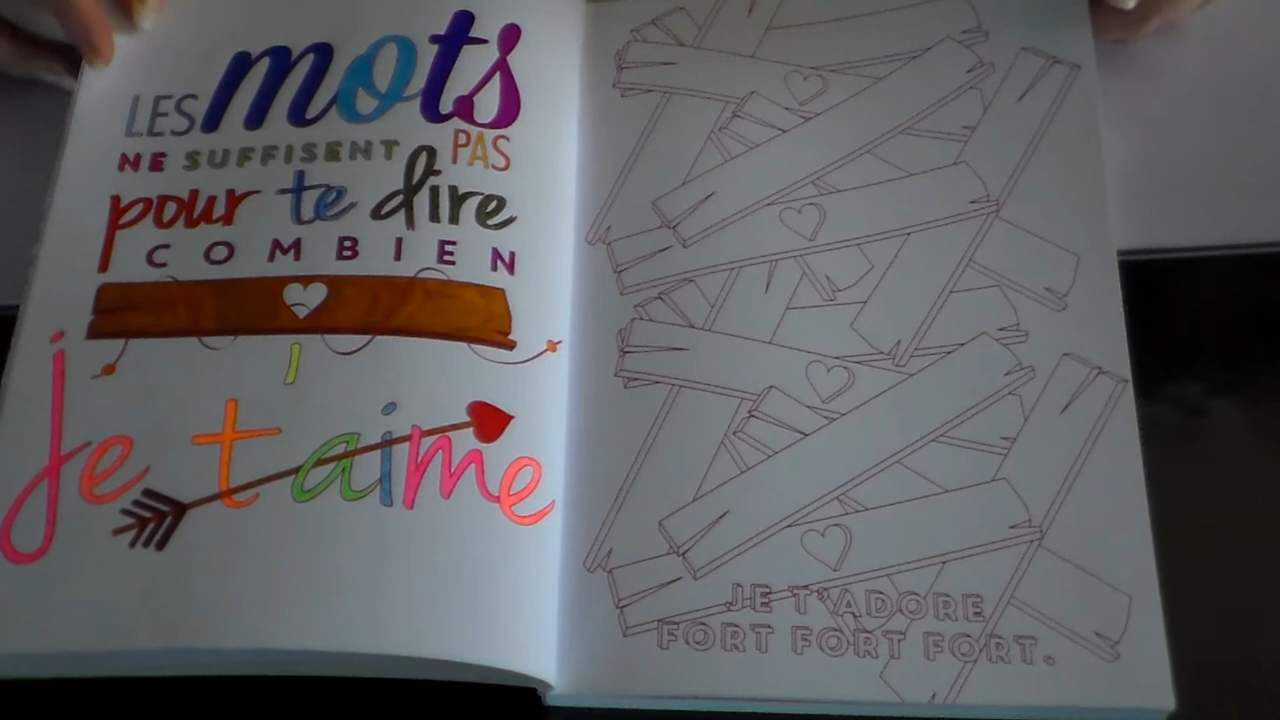 LES mots
NE SUFFISENT PAS
pour te dire
COMBIEN
je t'aime
JE T'ADORE
FORT FORT FORT.